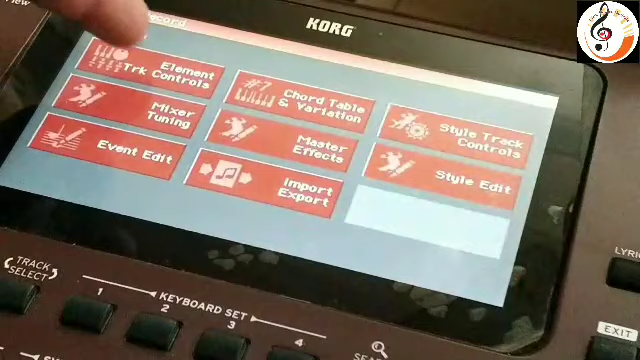 KORG
Element
Trk Controls
Chord Table
& Variation
Style Track
Controls
Mixer
Tuning
Master
Effects
Style Edit
Event Edit
Import
Export
TRACK
SELECT
KEYBOARD SET
1
2
3
4
EXIT